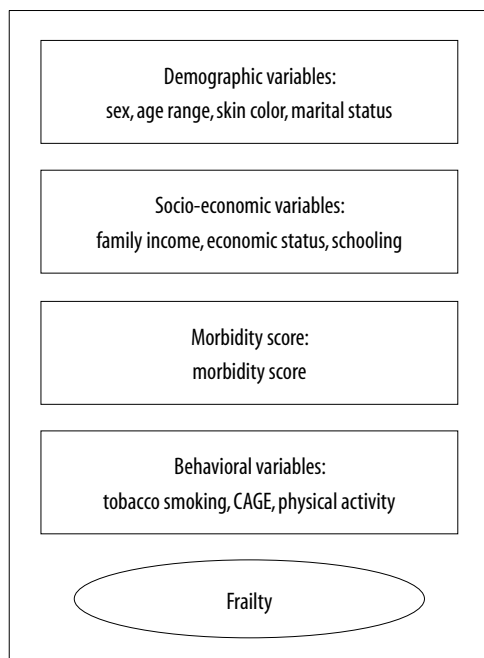 Demographic variables:
sex, age range, skin color, marital status
Socio-economic variables:
family income, economic status, schooling
Morbidity score:
morbidity score
Behavioral variables:
tobacco smoking, CAGE, physical activity
Frailty